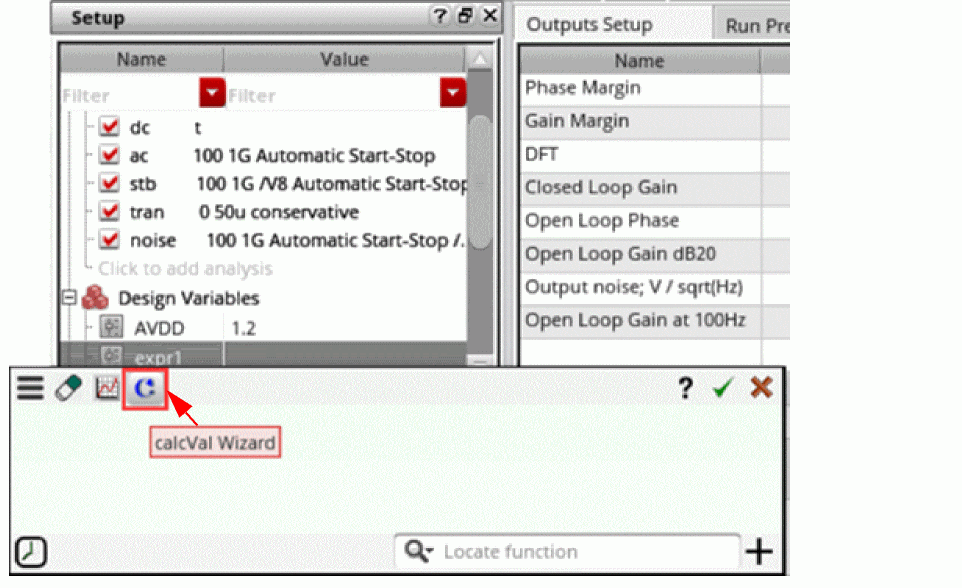 Setup
Name Value
Filter Filter
dc t
ac 100 1G Automatic Start-Stop
stb 100 1G /V8 Automatic Start-Stop
tran 0 50u conservative
noise 100 1G Automatic Start-Stop /.
Click to add analysis
Design Variables
AVDD 1.2
expr1
Outputs Setup Run Pre
Name
Phase Margin
Gain Margin
DFT
Closed Loop Gain
Open Loop Phase
Open Loop Gain dB20
Output noise; V / sqrt(Hz)
Open Loop Gain at 100Hz
calcVal Wizard
Locate function